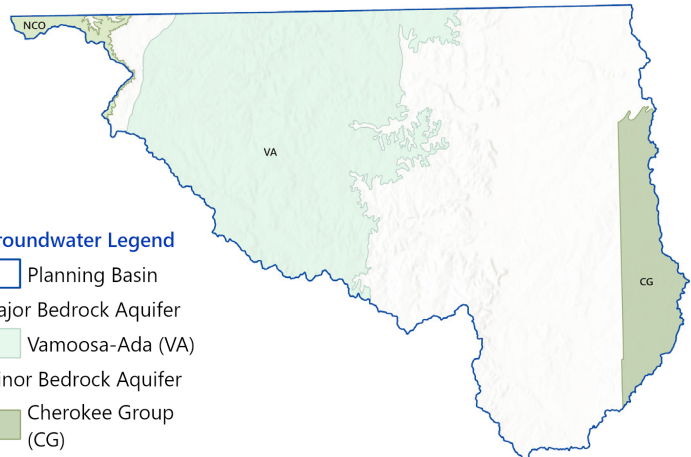 NCO
VA
CG
roundwater Legend
Planning Basin
ajor Bedrock Aquifer
Vamoosa-Ada (VA)
inor Bedrock Aquifer
Cherokee Group
(CG)